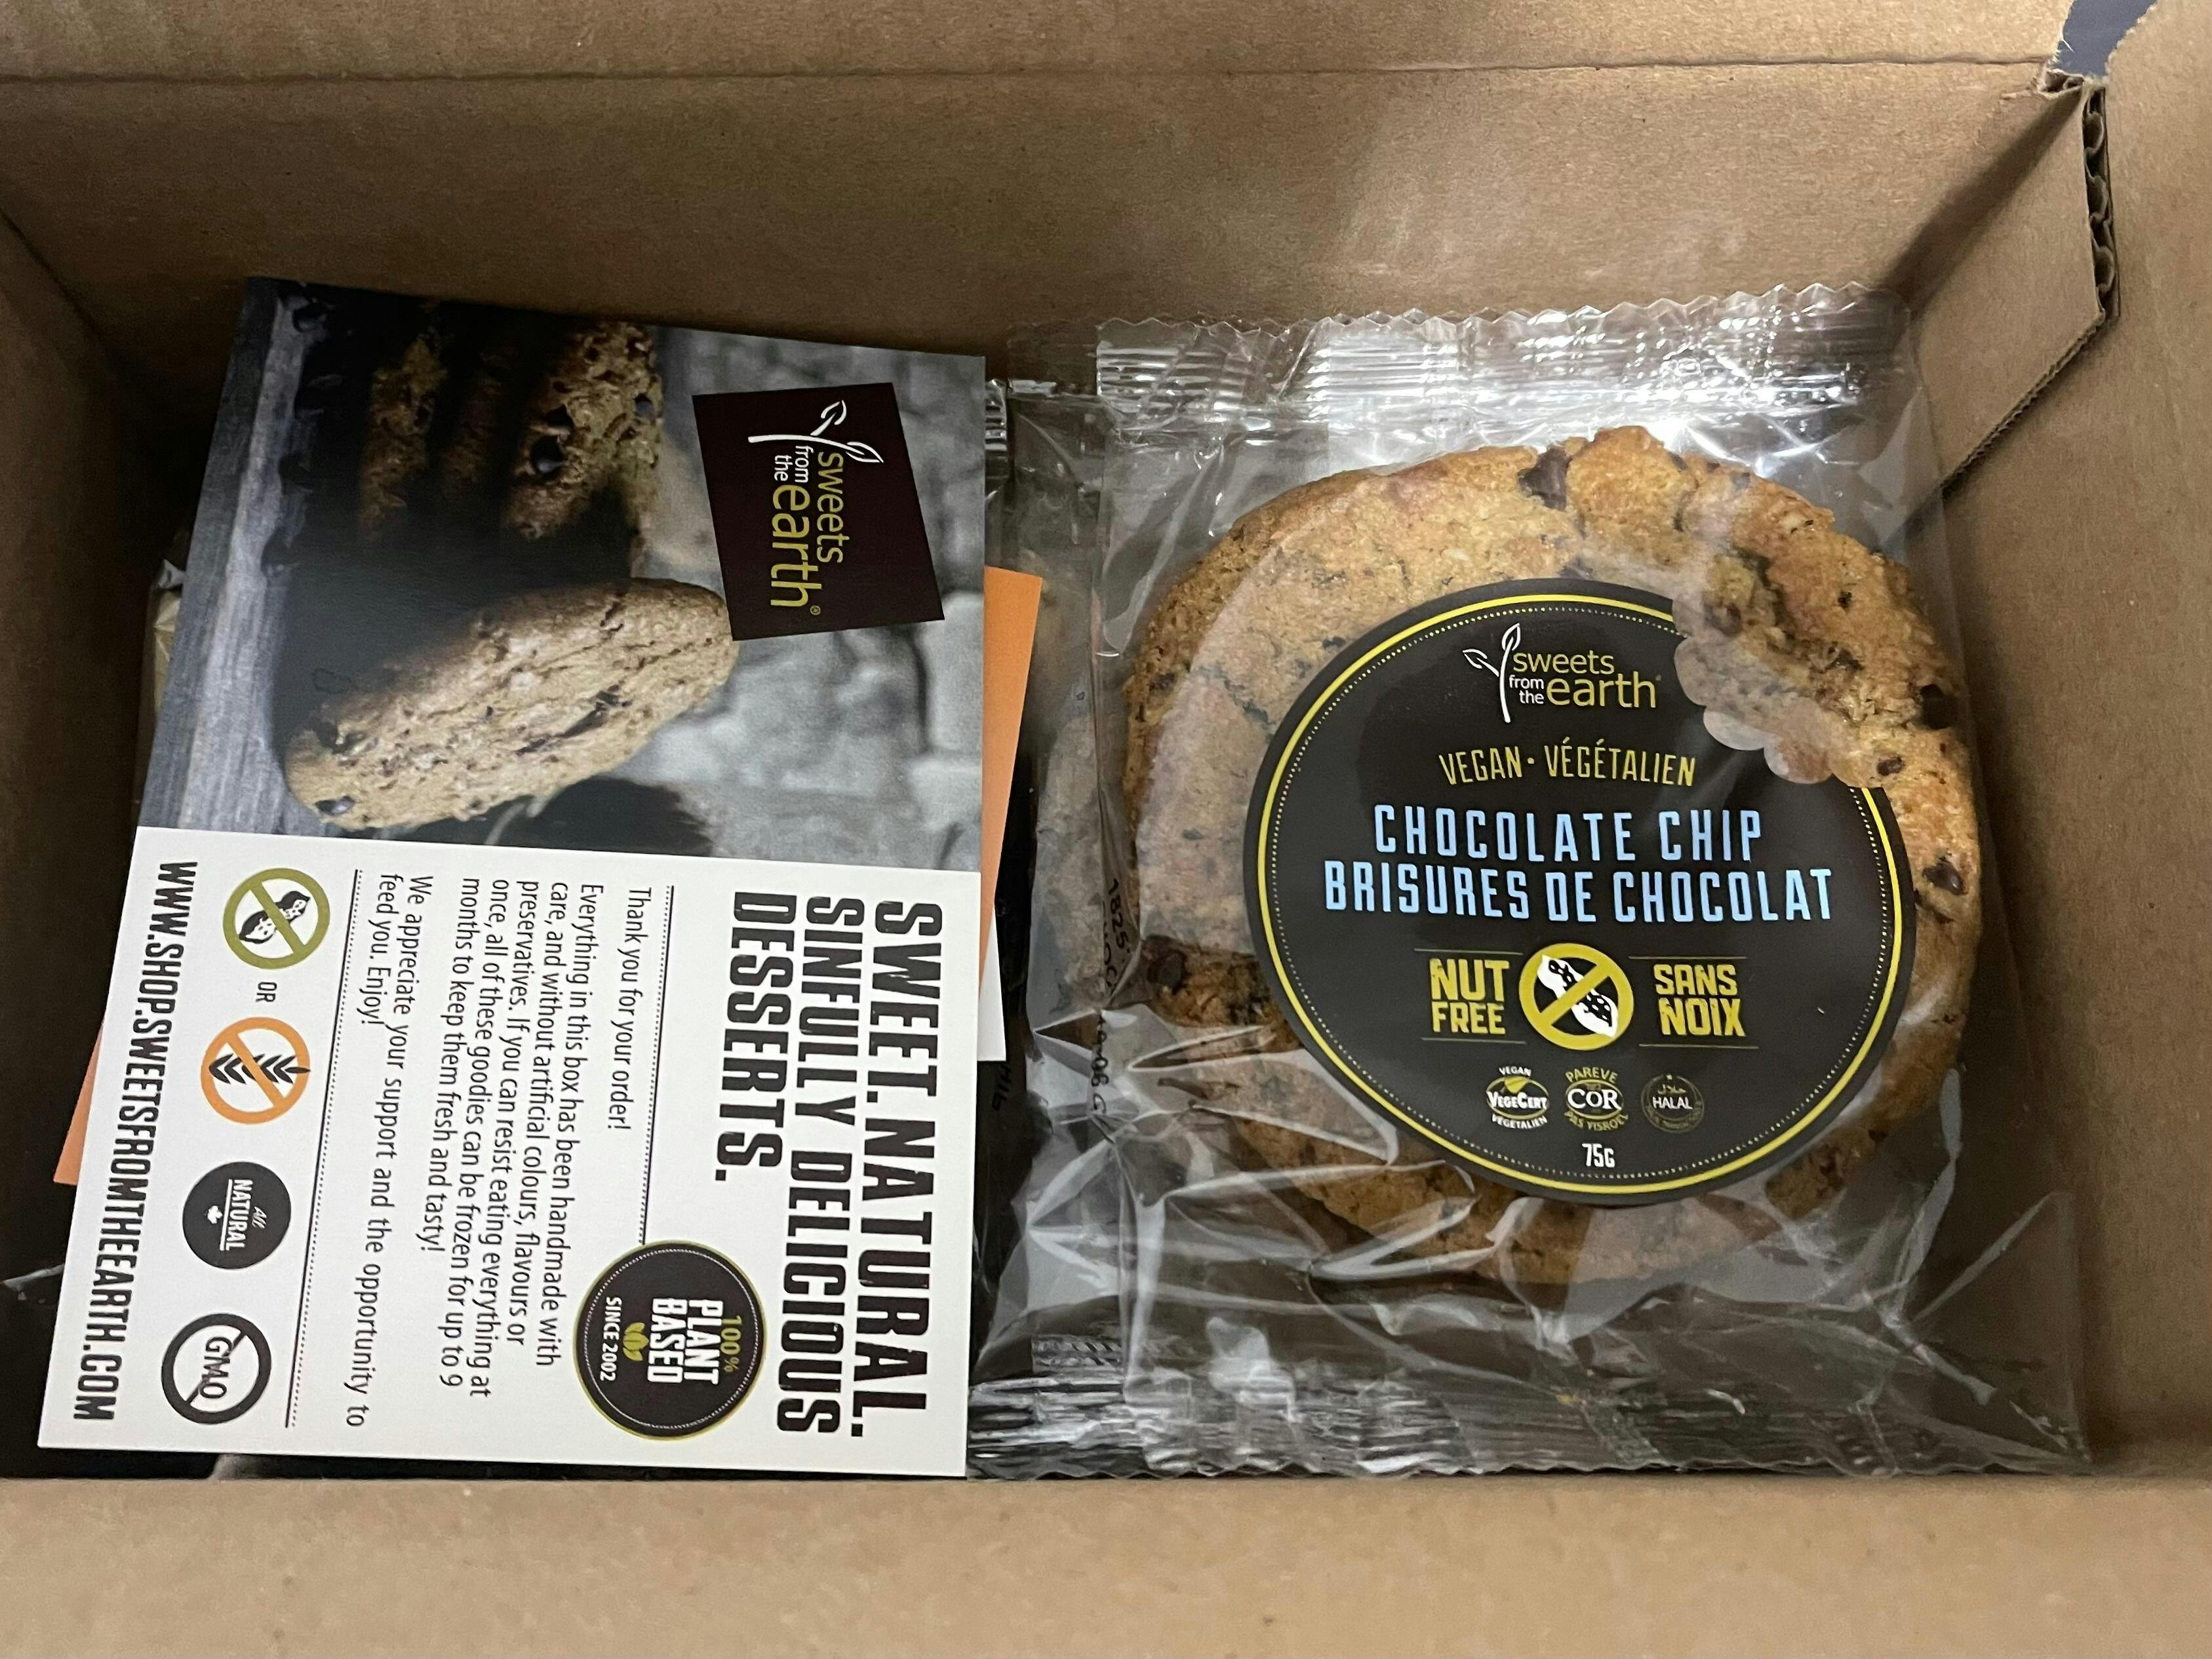 sweets
from
the earth®
SWEET. NATURAL.
SINFULLY DELICIOUS
DESSERTS.
Thank you for your order!
Everything in this box has been handmade with
care, and without artificial colours, flavours or
preservatives. If you can resist eating everything at
once, all of these goodies can be frozen for up to 9
months to keep them fresh and tasty!
We appreciate your support and the opportunity to
feed you. Enjoy!
100%
PLANT
BASED
SINCE 2002
OR
All
NATURAL
GMO
WWW.SHOP.SWEETSFROMTHEEARTH.COM
sweets
from
the earth
VEGAN • VÉGÉTALIEN
CHOCOLATE CHIP
BRISURES DE CHOCOLAT
NUT SANS
FREE NOIX
VEGAN
VEGECERT
VÉGÉTALIEN
PAREVE
COR
PAS YISROEL
حلال
HALAL
75G